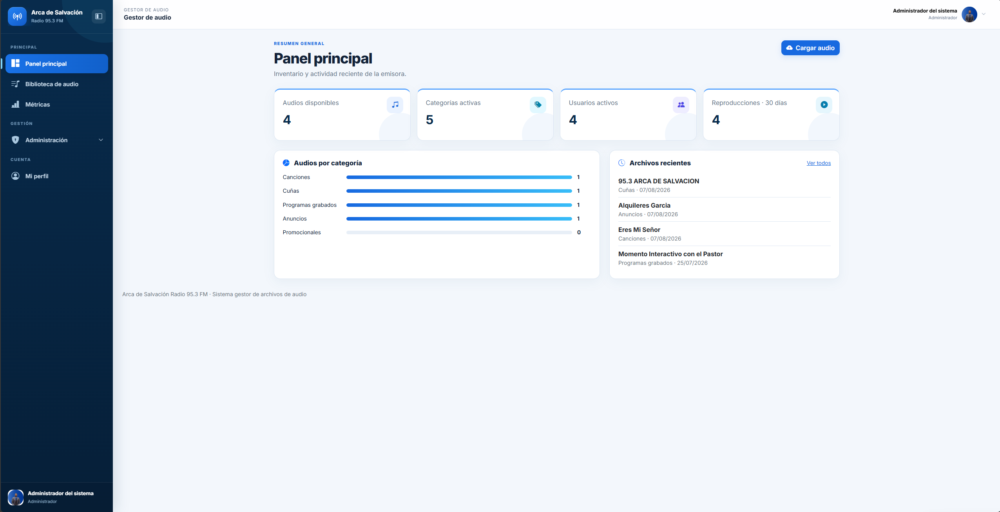 Arca de Salvación
Radio 95.3 FM
PRINCIPAL
Panel principal
Biblioteca de audio
Métricas
GESTIÓN
Administración
CUENTA
Mi perfil
Administrador del sistema
Administrador
GESTOR DE AUDIO
Gestor de audio
Administrador del sistema
Administrador
RESUMEN GENERAL
Panel principal
Inventario y actividad reciente de la emisora.
Cargar audio
Audios disponibles
4
Categorías activas
5
Usuarios activos
4
Reproducciones · 30 días
4
Audios por categoría
Canciones 1
Cuñas 1
Programas grabados 1
Anuncios 1
Promocionales 0
Archivos recientes
Ver todos
95.3 ARCA DE SALVACION
Cuñas · 07/08/2026
Alquileres Garcia
Anuncios · 07/08/2026
Eres Mi Señor
Canciones · 07/08/2026
Momento Interactivo con el Pastor
Programas grabados · 25/07/2026
Arca de Salvación Radio 95.3 FM · Sistema gestor de archivos de audio